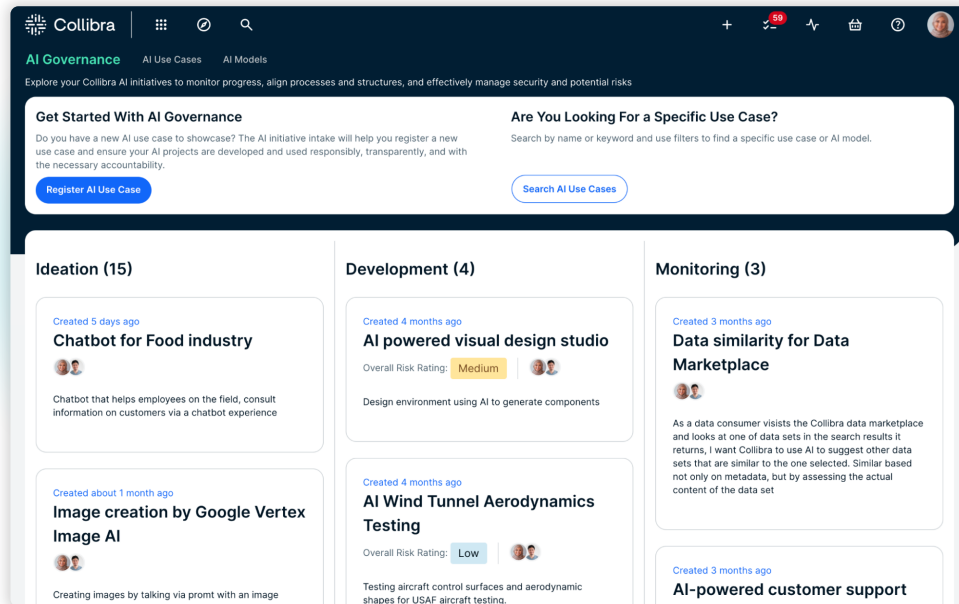 Collibra
59
AI Governance
AI Use Cases
AI Models
Explore your Collibra AI initiatives to monitor progress, align processes and structures, and effectively manage security and potential risks
Get Started With AI Governance
Do you have a new AI use case to showcase? The AI initiative intake will help you register a new
use case and ensure your AI projects are developed and used responsibly, transparently, and with
the necessary accountability.
Register AI Use Case
Are You Looking For a Specific Use Case?
Search by name or keyword and use filters to find a specific use case or AI model.
Search AI Use Cases
Ideation (15)
Created 5 days ago
Chatbot for Food industry
Chatbot that helps employees on the field, consult
information on customers via a chatbot experience
Created about 1 month ago
Image creation by Google Vertex
Image AI
Creating images by talking via promt with an image
Development (4)
Created 4 months ago
AI powered visual design studio
Overall Risk Rating: Medium
Design environment using AI to generate components
Created 4 months ago
AI Wind Tunnel Aerodynamics
Testing
Overall Risk Rating: Low
Testing aircraft control surfaces and aerodynamic
shapes for USAF aircraft testing.
Monitoring (3)
Created 3 months ago
Data similarity for Data
Marketplace
As a data consumer visists the Collibra data marketplace
and looks at one of data sets in the search results it
returns, I want Collibra to use AI to suggest other data
sets that are similar to the one selected. Similar based
not only on metadata, but by assessing the actual
content of the data set
Created 3 months ago
AI-powered customer support